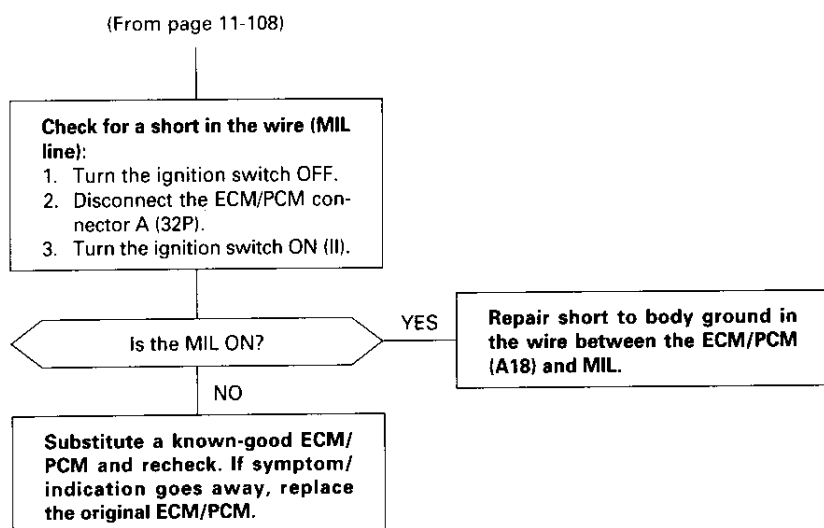 (From page 11-108)
Check for a short in the wire (MIL
line):
1. Turn the ignition switch OFF.
2. Disconnect the ECM/PCM con-
nector A (32P).
3. Turn the ignition switch ON (II).
Is the MIL ON?
YES
Repair short to body ground in
the wire between the ECM/PCM
(A18) and MIL.
NO
Substitute a known-good ECM/
PCM and recheck. If symptom/
indication goes away, replace
the original ECM/PCM.